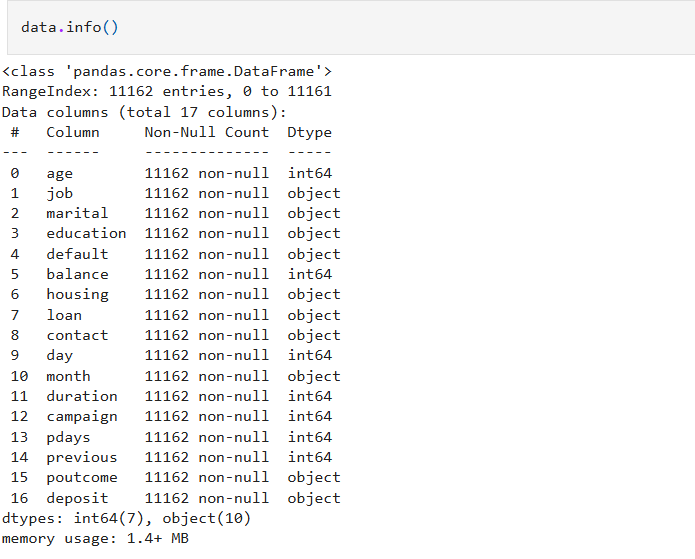 data.info()
<class 'pandas.core.frame.DataFrame'>
RangeIndex: 11162 entries, 0 to 11161
Data columns (total 17 columns):
 #   Column     Non-Null Count  Dtype
---  ------     --------------  -----
 0   age        11162 non-null  int64
 1   job        11162 non-null  object
 2   marital    11162 non-null  object
 3   education  11162 non-null  object
 4   default    11162 non-null  object
 5   balance    11162 non-null  int64
 6   housing    11162 non-null  object
 7   loan       11162 non-null  object
 8   contact    11162 non-null  object
 9   day        11162 non-null  int64
 10  month      11162 non-null  object
 11  duration   11162 non-null  int64
 12  campaign   11162 non-null  int64
 13  pdays      11162 non-null  int64
 14  previous   11162 non-null  int64
 15  poutcome   11162 non-null  object
 16  deposit    11162 non-null  object
dtypes: int64(7), object(10)
memory usage: 1.4+ MB